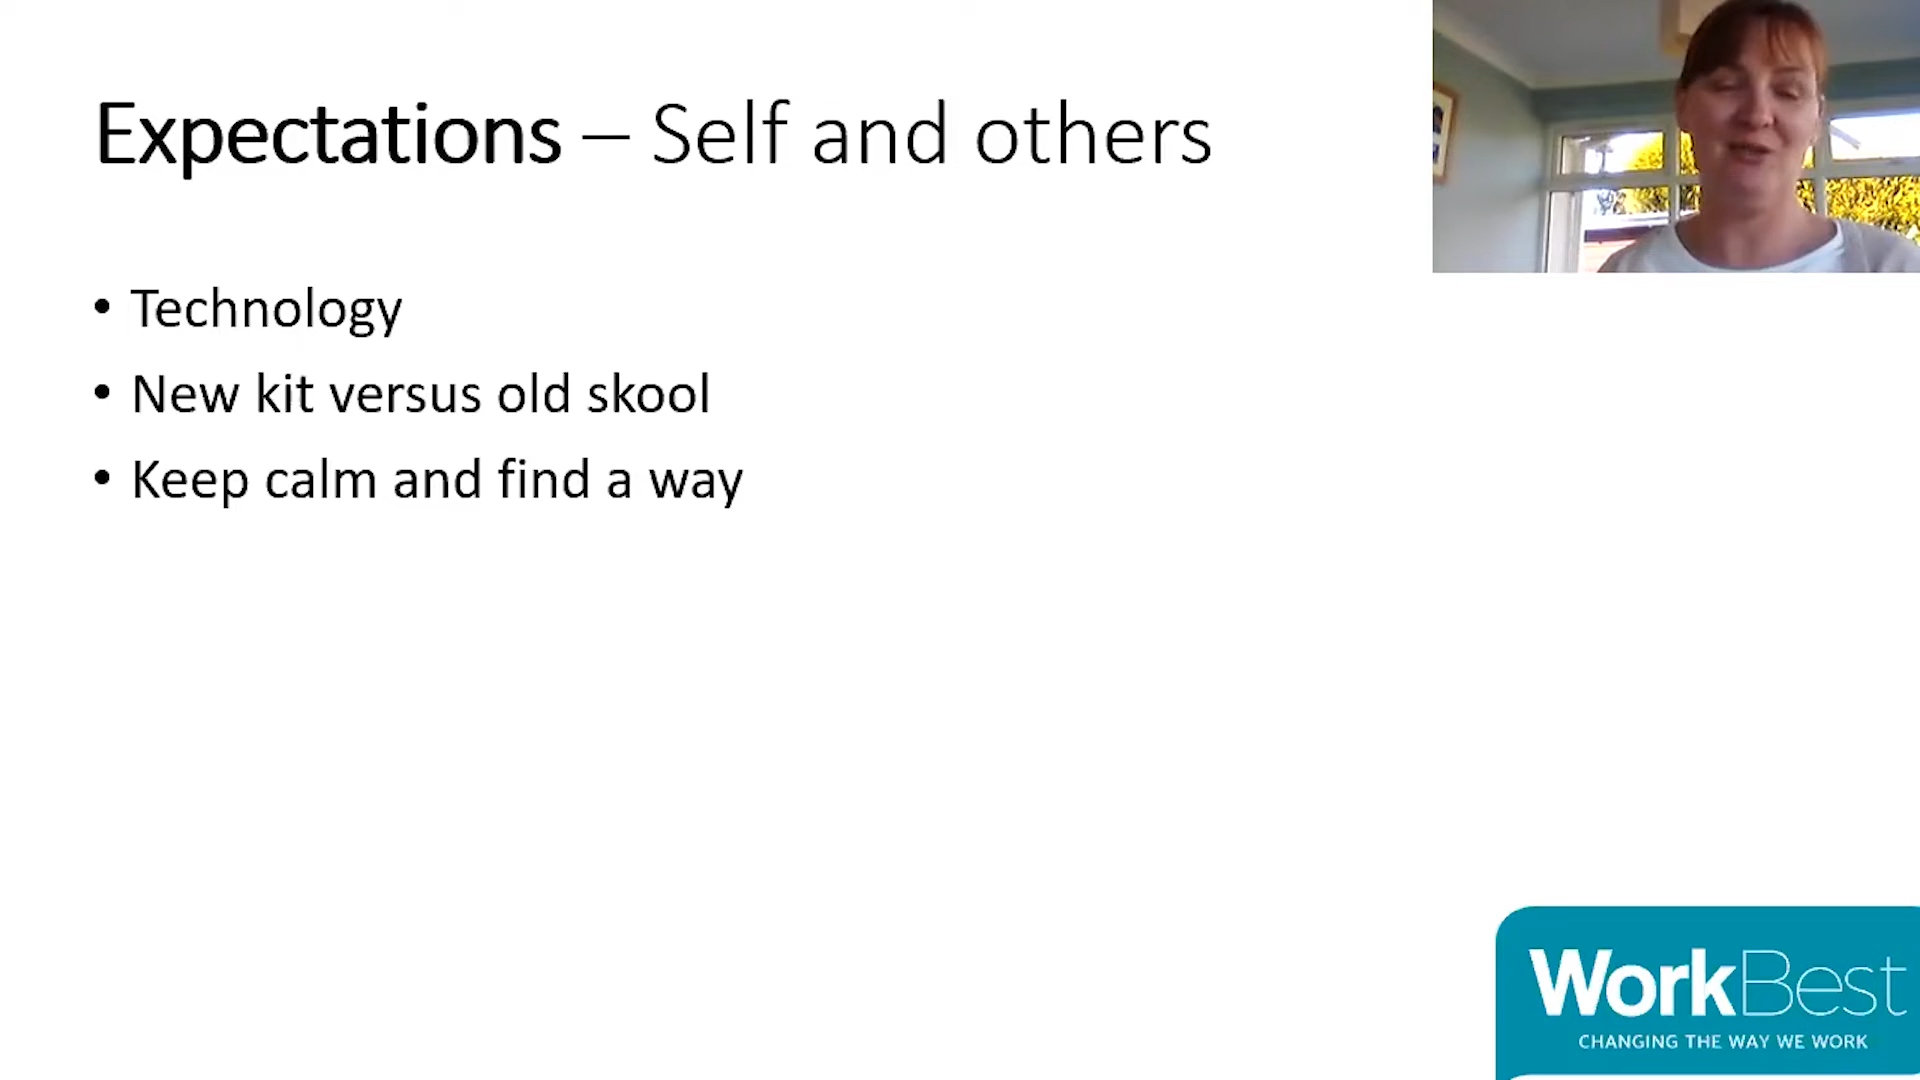 Expectations – Self and others
• Technology
• New kit versus old skool
• Keep calm and find a way
WorkBest
CHANGING THE WAY WE WORK